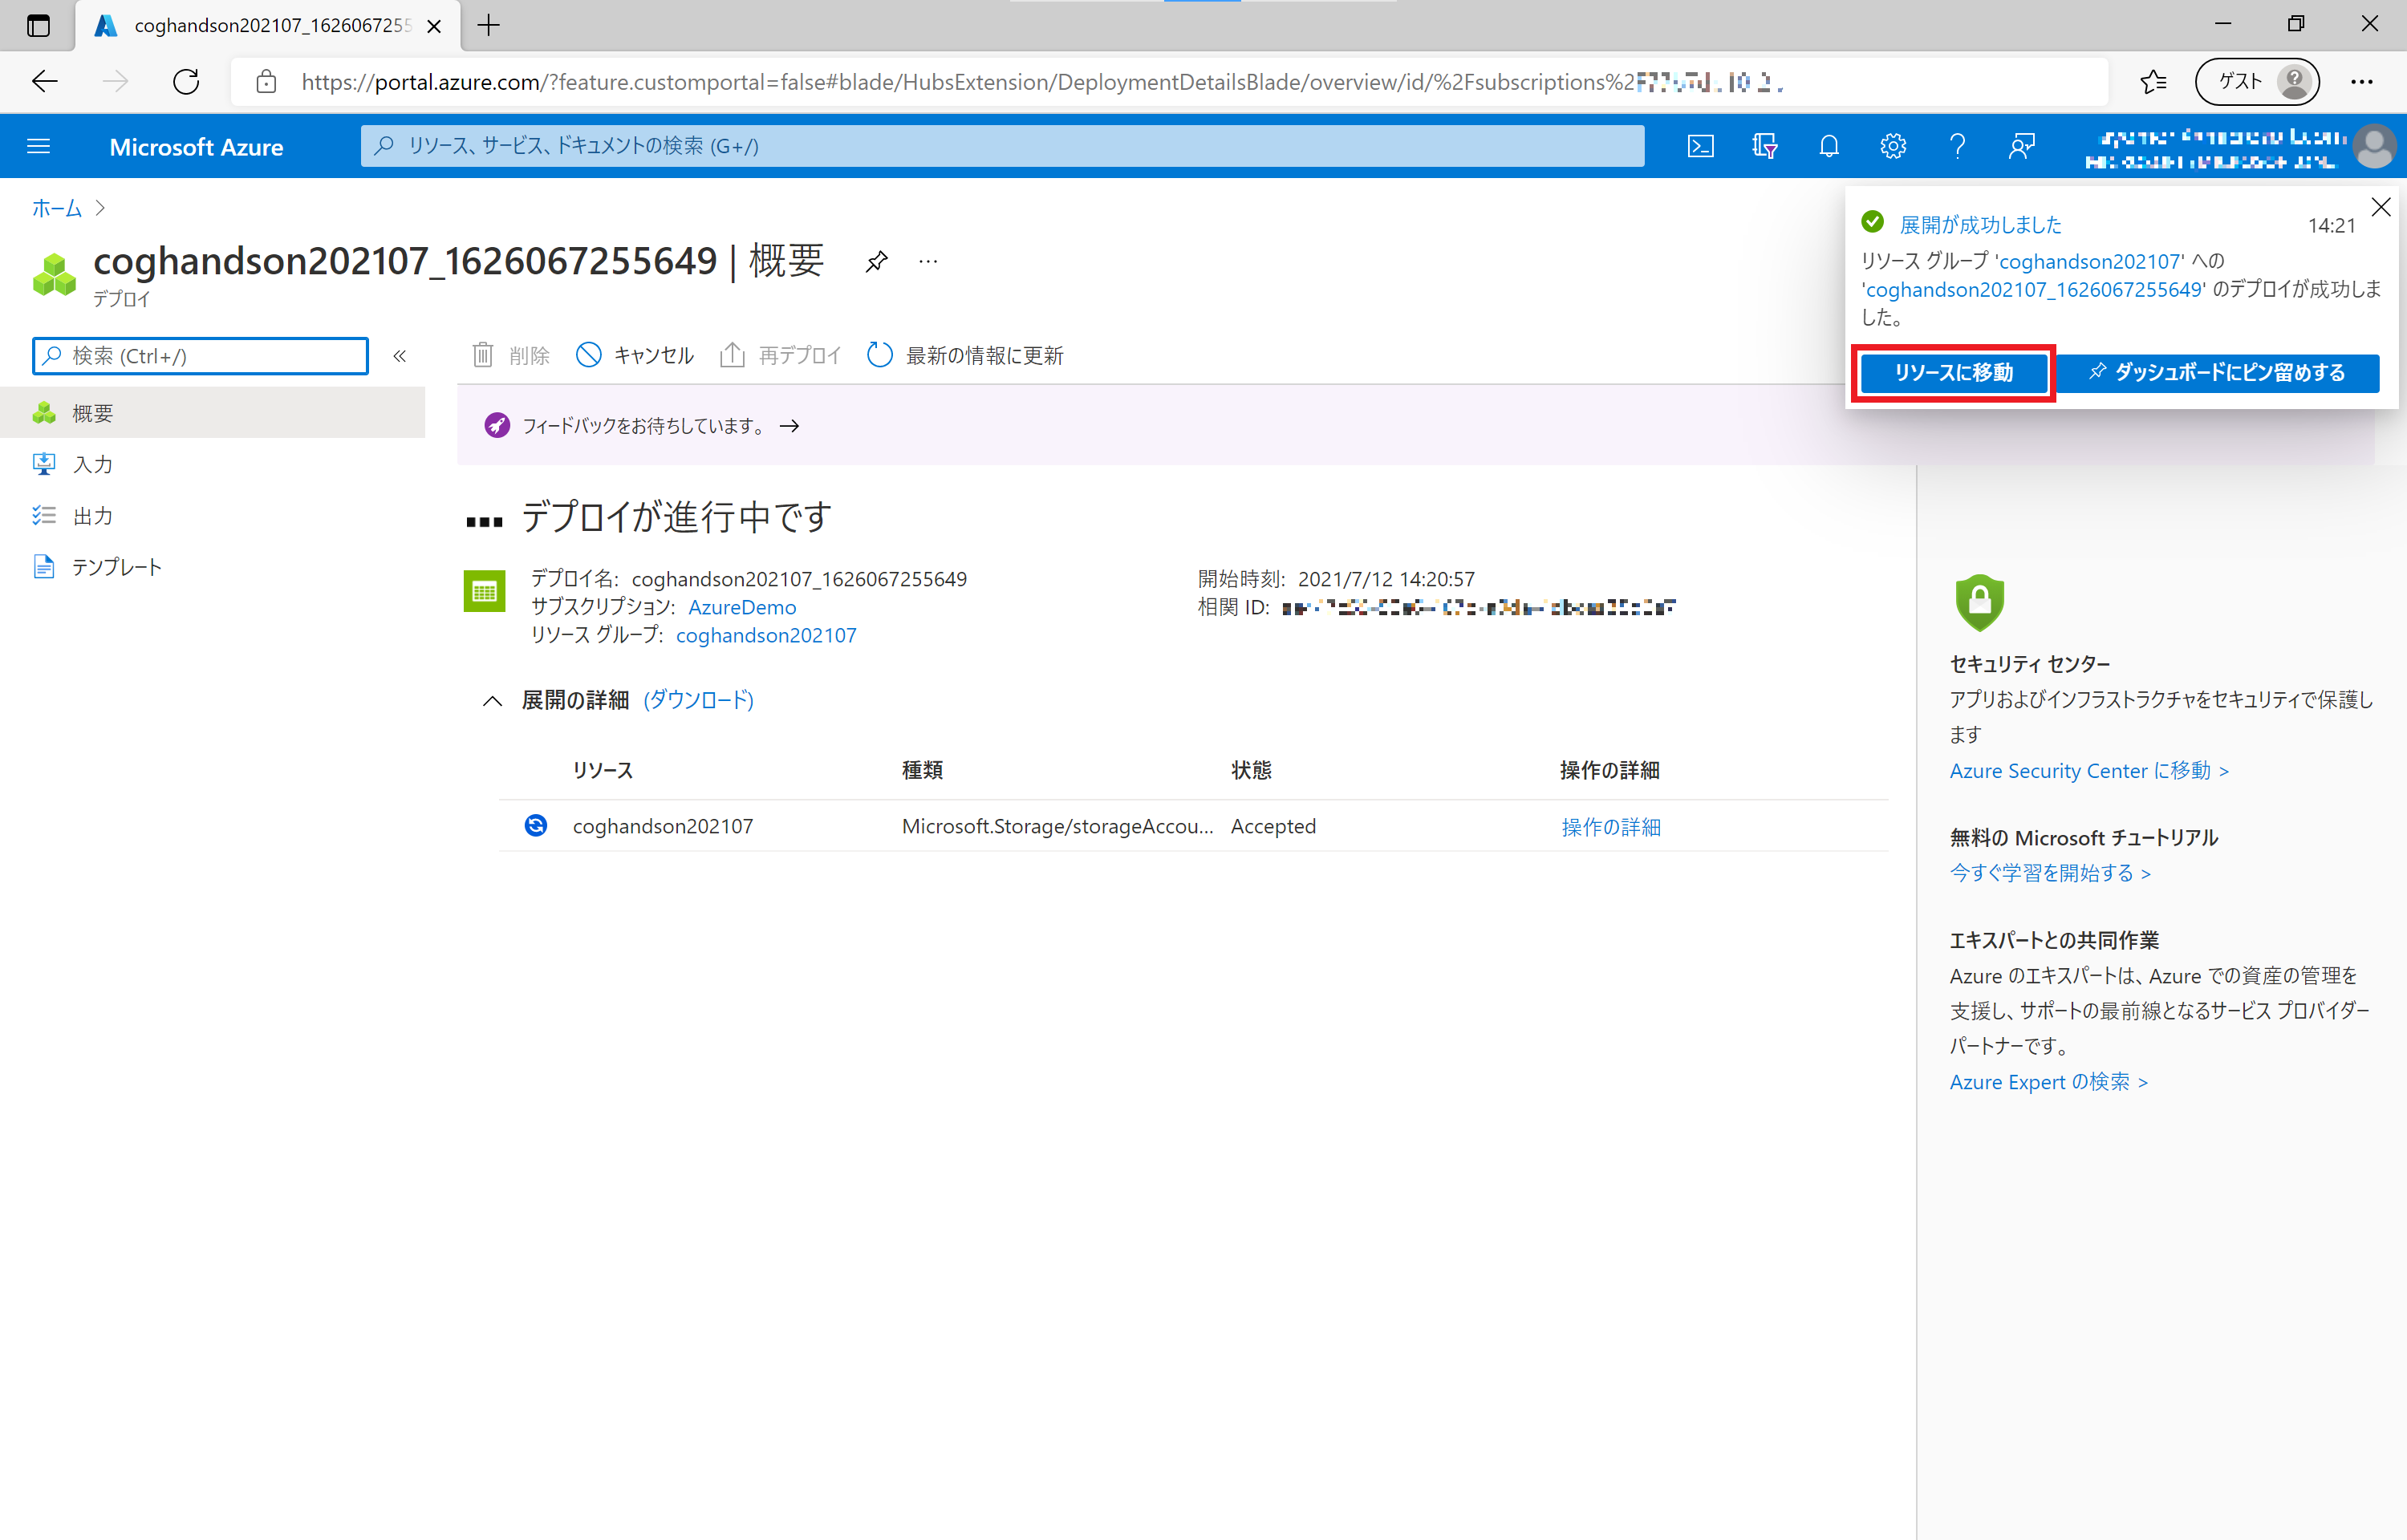 coghandson202107_1626067255
https://portal.azure.com/?feature.customportal=false#blade/HubsExtension/DeploymentDetailsBlade/overview/id/%2Fsubscriptions%2
ゲスト
Microsoft Azure
リソース、サービス、ドキュメントの検索 (G+/)
ホーム >
coghandson202107_1626067255649 | 概要
デプロイ
展開が成功しました 14:21
リソース グループ 'coghandson202107' への
'coghandson202107_1626067255649' のデプロイが成功しま
した。
リソースに移動
ダッシュボードにピン留めする
検索 (Ctrl+/)
概要
入力
出力
テンプレート
削除 キャンセル 再デプロイ 最新の情報に更新
フィードバックをお待ちしています。 →
デプロイが進行中です
デプロイ名: coghandson202107_1626067255649
サブスクリプション: AzureDemo
リソース グループ: coghandson202107
開始時刻: 2021/7/12 14:20:57
相関 ID:
展開の詳細 (ダウンロード)
リソース 種類 状態 操作の詳細
coghandson202107 Microsoft.Storage/storageAccou... Accepted 操作の詳細
セキュリティ センター
アプリおよびインフラストラクチャをセキュリティで保護し
ます
Azure Security Center に移動 >
無料の Microsoft チュートリアル
今すぐ学習を開始する >
エキスパートとの共同作業
Azure のエキスパートは、Azure での資産の管理を
支援し、サポートの最前線となるサービス プロバイダー
パートナーです。
Azure Expert の検索 >